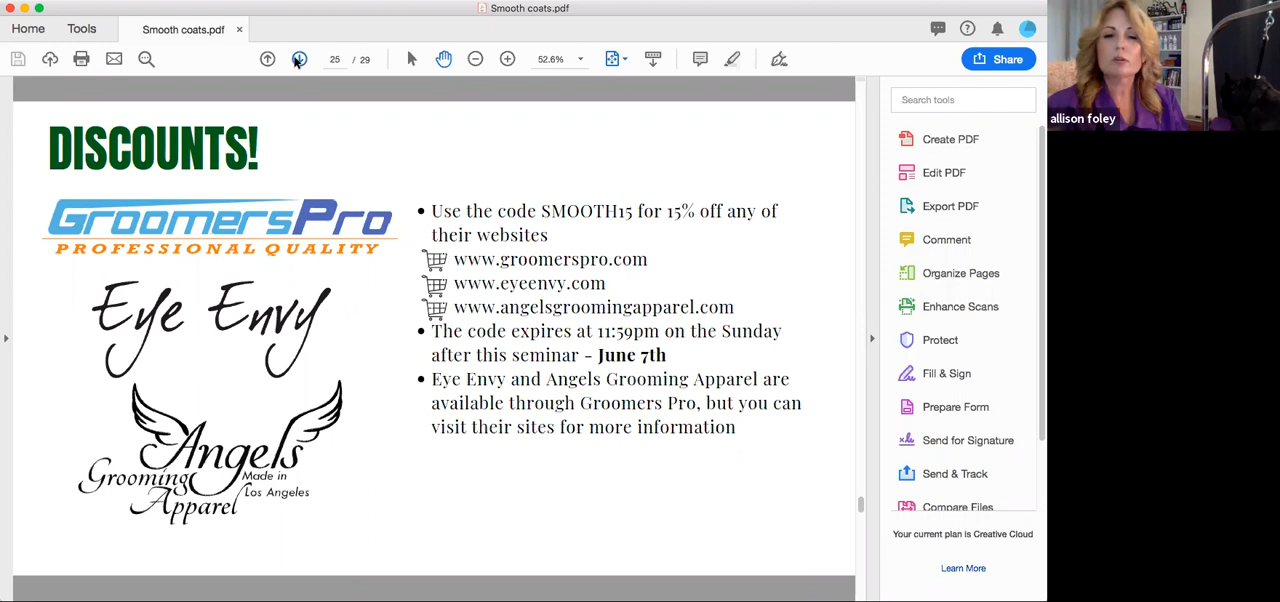 Smooth coats.pdf
Home
Tools
Smooth coats.pdf ×
25 / 29
52.6%
Share
allison foley
Search tools
Create PDF
Edit PDF
Export PDF
Comment
Organize Pages
Enhance Scans
Protect
Fill & Sign
Prepare Form
Send for Signature
Send & Track
Compare Files
Your current plan is Creative Cloud
Learn More
DISCOUNTS!
GroomersPro
PROFESSIONAL QUALITY
Eye Envy
Angels
Grooming
Made in
Los Angeles
Apparel
• Use the code SMOOTH15 for 15% off any of
their websites
www.groomerspro.com
www.eyeenvy.com
www.angelsgroomingapparel.com
• The code expires at 11:59pm on the Sunday
after this seminar - June 7th
• Eye Envy and Angels Grooming Apparel are
available through Groomers Pro, but you can
visit their sites for more information